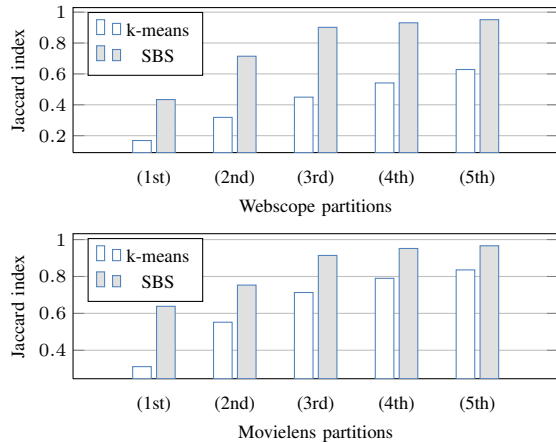 1
0.8
0.6
0.4
0.2
Jaccard index
k-means
SBS
(1st) (2nd) (3rd) (4th) (5th)
Webscope partitions
1
0.8
0.6
0.4
Jaccard index
k-means
SBS
(1st) (2nd) (3rd) (4th) (5th)
Movielens partitions